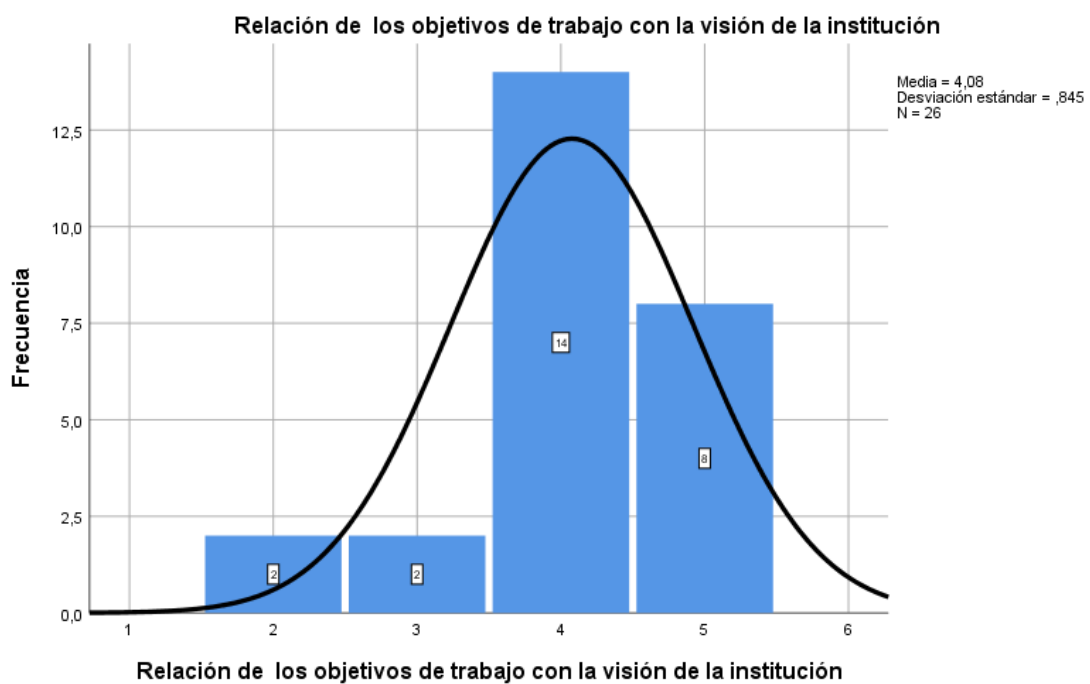 Relación de los objetivos de trabajo con la visión de la institución
Media = 4,08
Desviación estándar = ,845
N = 26
Frecuencia
12,5
10,0
7,5
5,0
2,5
0,0
2
2
14
8
1 2 3 4 5 6
Relación de los objetivos de trabajo con la visión de la institución